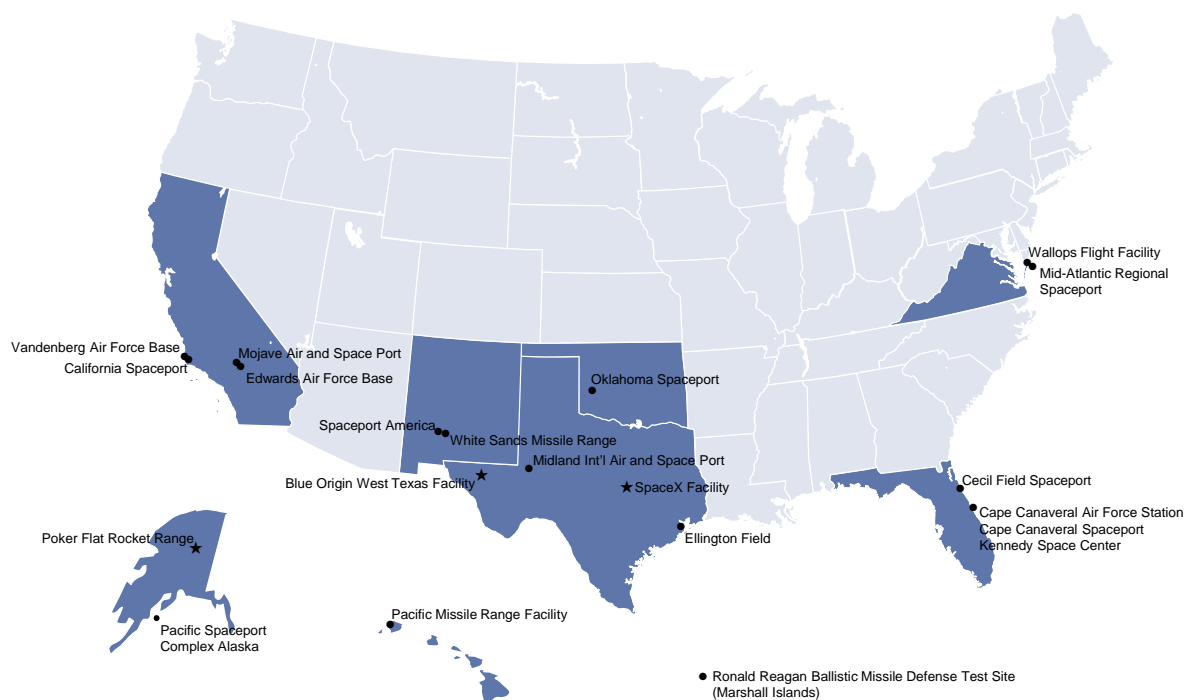 Wallops Flight Facility
Mid-Atlantic Regional
Spaceport
Vandenberg Air Force Base
California Spaceport
Mojave Air and Space Port
Edwards Air Force Base
Oklahoma Spaceport
Spaceport America
White Sands Missile Range
Midland Int'l Air and Space Port
Blue Origin West Texas Facility
SpaceX Facility
Cecil Field Spaceport
Cape Canaveral Air Force Station
Cape Canaveral Spaceport
Kennedy Space Center
Ellington Field
Poker Flat Rocket Range
Pacific Missile Range Facility
Pacific Spaceport
Complex Alaska
Ronald Reagan Ballistic Missile Defense Test Site
(Marshall Islands)